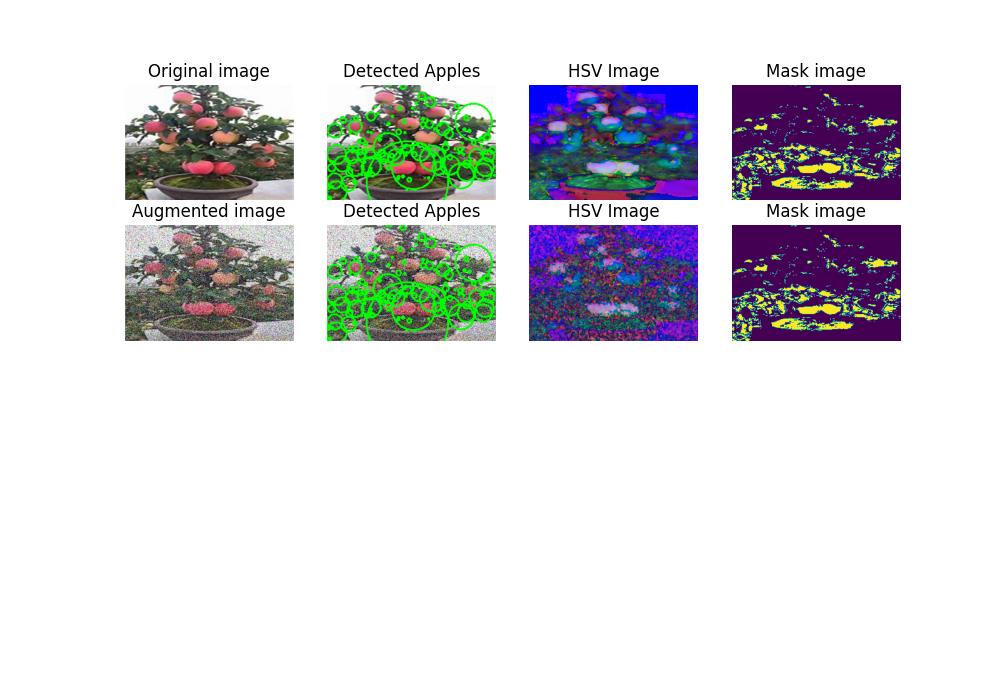 Original image
Detected Apples
HSV Image
Mask image
Augmented image
Detected Apples
HSV Image
Mask image